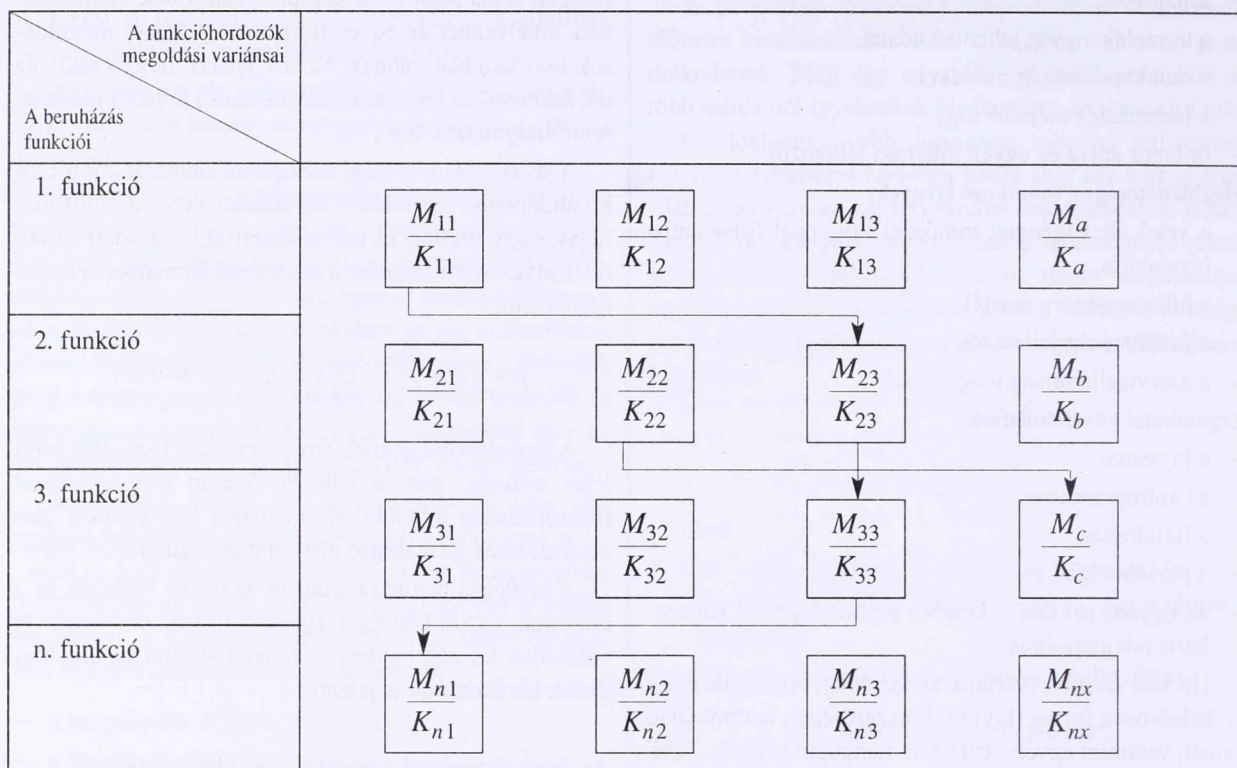 A funkcióhordozók
megoldási variánsai
A beruházás
funkciói
1. funkció
M11 M12 M13 Ma
K11 K12 K13 Ka
2. funkció
M21 M22 M23 Mb
K21 K22 K23 Kb
3. funkció
M31 M32 M33 Mc
K31 K32 K33 Kc
n. funkció
Mn1 Mn2 Mn3 Mnx
Kn1 Kn2 Kn3 Knx